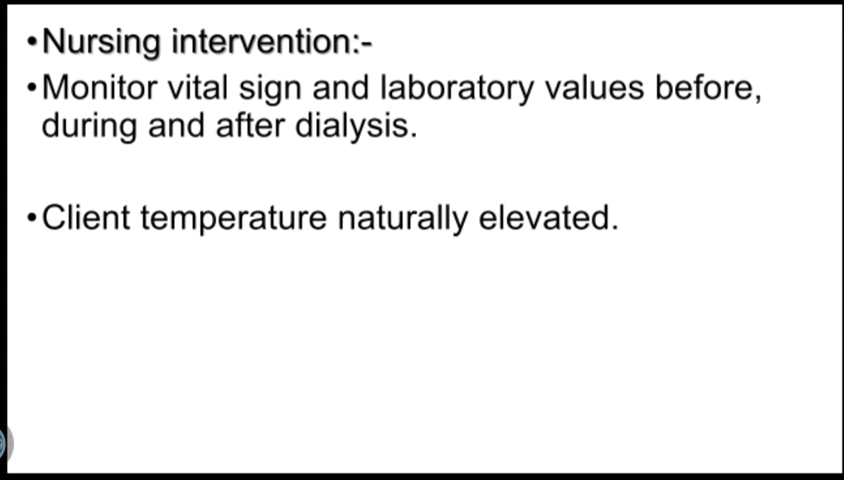 •Nursing intervention:-
•Monitor vital sign and laboratory values before,
during and after dialysis.
•Client temperature naturally elevated.